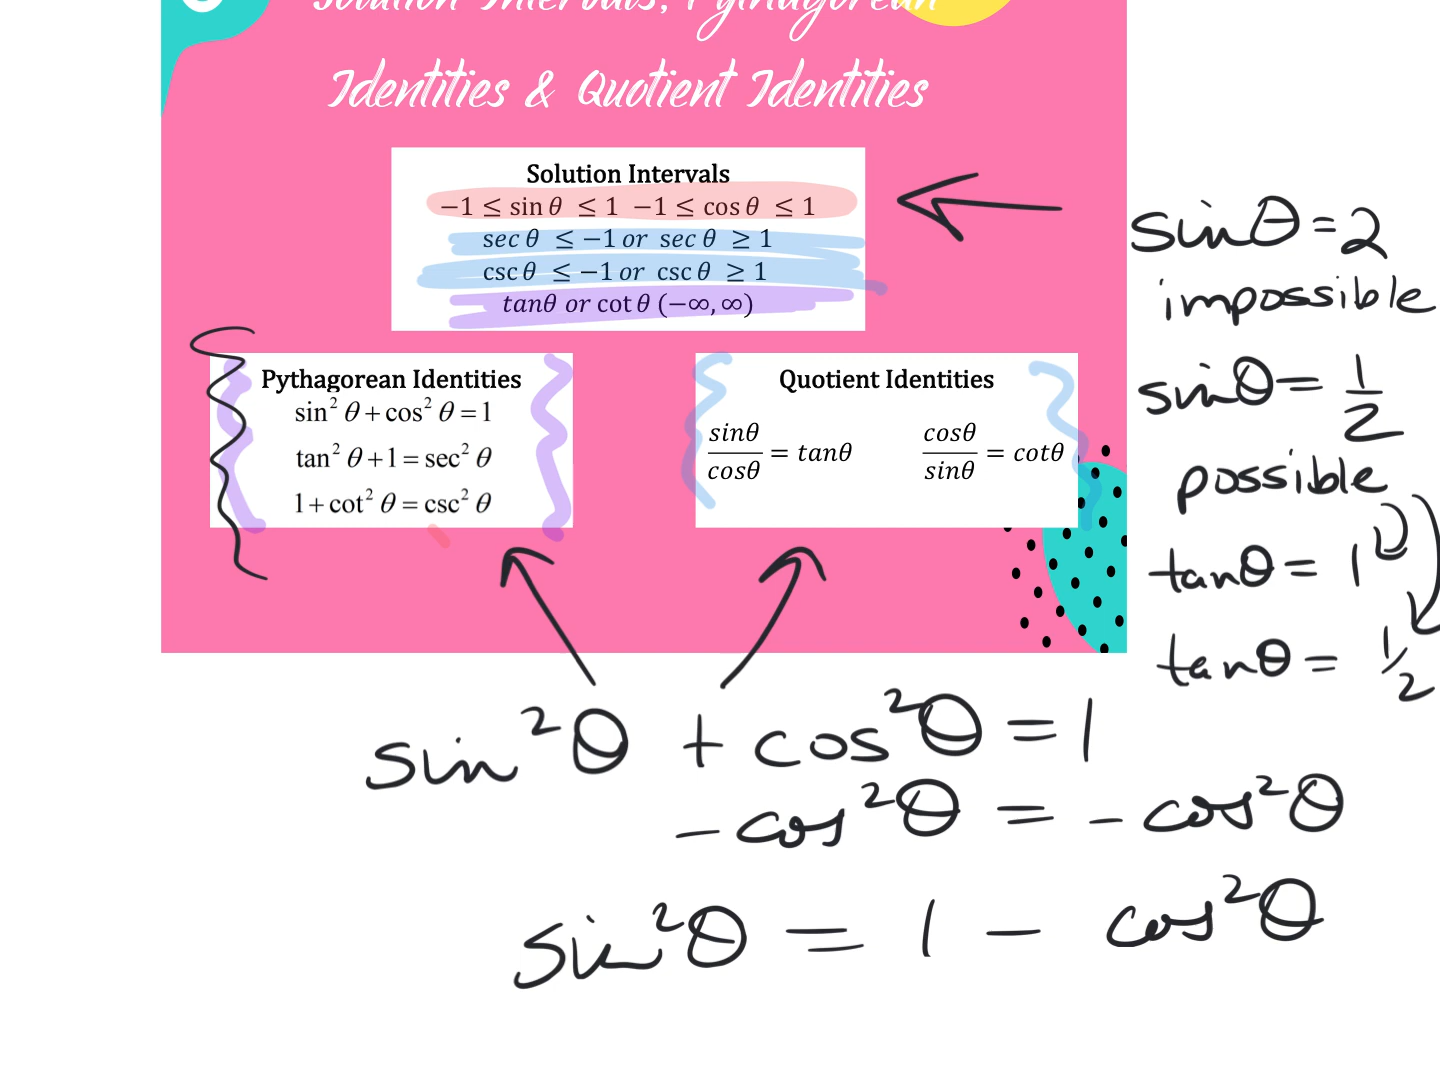 Solution Intervals, Pythagorean
Identities & Quotient Identities
Solution Intervals
−1 ≤ sin θ ≤ 1 −1 ≤ cos θ ≤ 1
sec θ ≤ −1 or sec θ ≥ 1
csc θ ≤ −1 or csc θ ≥ 1
tanθ or cot θ (−∞, ∞)
Pythagorean Identities
sin² θ + cos² θ = 1
tan² θ + 1 = sec² θ
1 + cot² θ = csc² θ
Quotient Identities
sinθ/cosθ = tanθ
cosθ/sinθ = cotθ
sinθ = 2
impossible
sinθ = 1/2
possible
tanθ = 1
tanθ = 1/2
sin²θ + cos²θ = 1
− cos²θ = − cos²θ
sin²θ = 1 − cos²θ